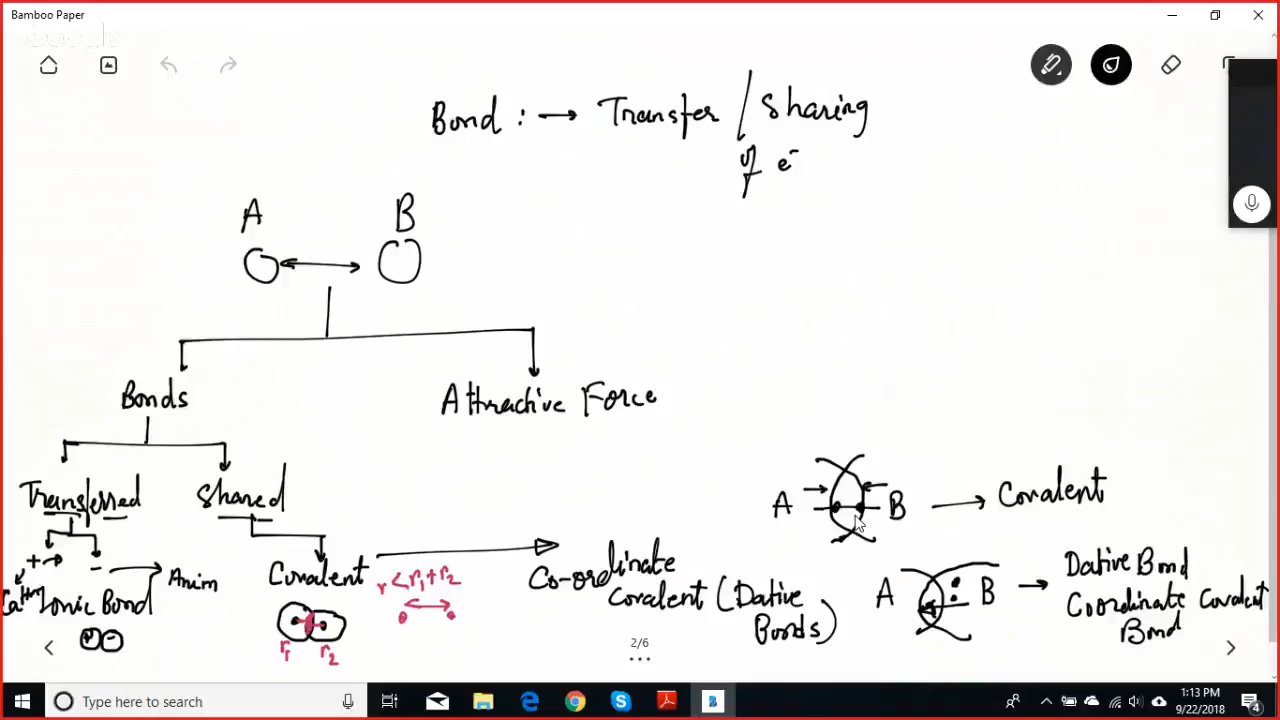 Bamboo Paper
Bond : → Transfer / Sharing
of e⁻
A B
Bonds Attractive Force
Transferred Shared
A B → Covalent
+ -
Anion
Ionic Bond
Covalent
r < r1 + r2
Co-ordinate
covalent (Dative
Bonds)
A B → Dative Bond
Coordinate Covalent
Bond
r1 r2
2/6
Type here to search
1:13 PM
9/22/2018
4